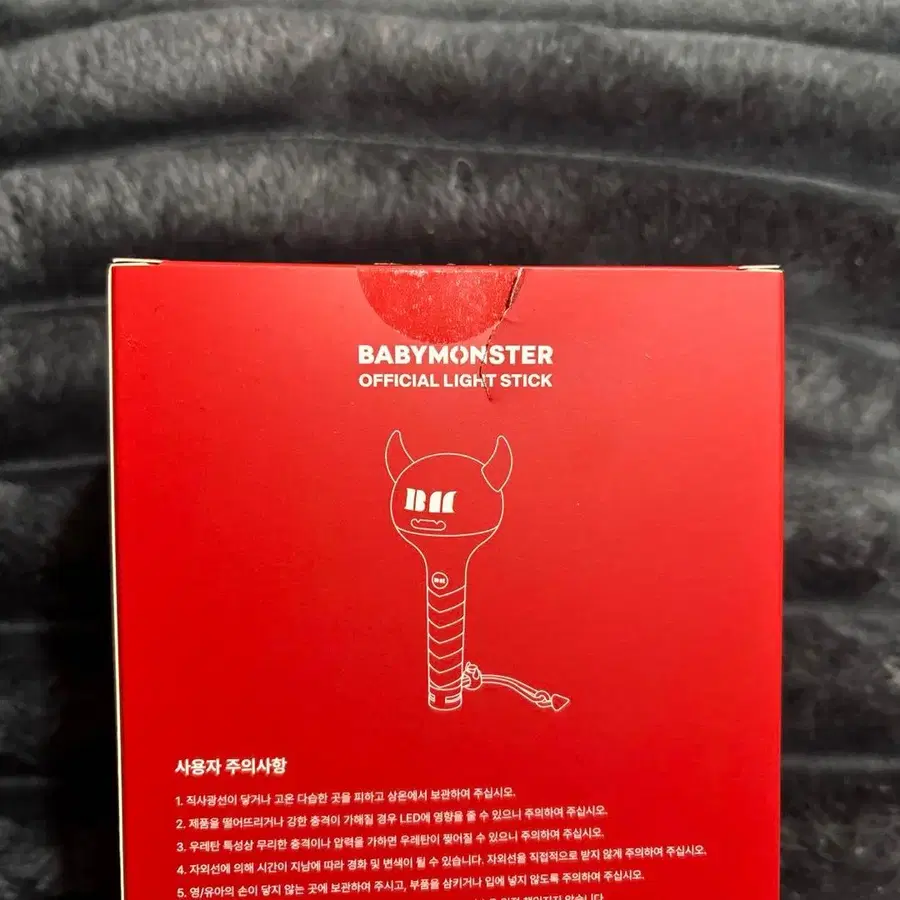 BABYMONSTER
OFFICIAL LIGHT STICK
BM
BM
사용자 주의사항
1. 직사광선이 닿거나 고온 다습한 곳을 피하고 상온에서 보관하여 주십시오.
2. 제품을 떨어뜨리거나 강한 충격이 가해질 경우 LED에 영향을 줄 수 있으니 주의하여 주십시오.
3. 우레탄 특성상 무리한 충격이나 압력을 가하면 우레탄이 찢어질 수 있으니 주의하여 주십시오.
4. 자외선에 의해 시간이 지남에 따라 경화 및 변색이 될 수 있습니다. 자외선을 직접적으로 받지 않게 주의하여 주십시오.
5. 영/유아의 손이 닿지 않는 곳에 보관하여 주시고, 부품을 삼키거나 입에 넣지 않도록 주의하여 주십시오.
책임지지 않습니다.